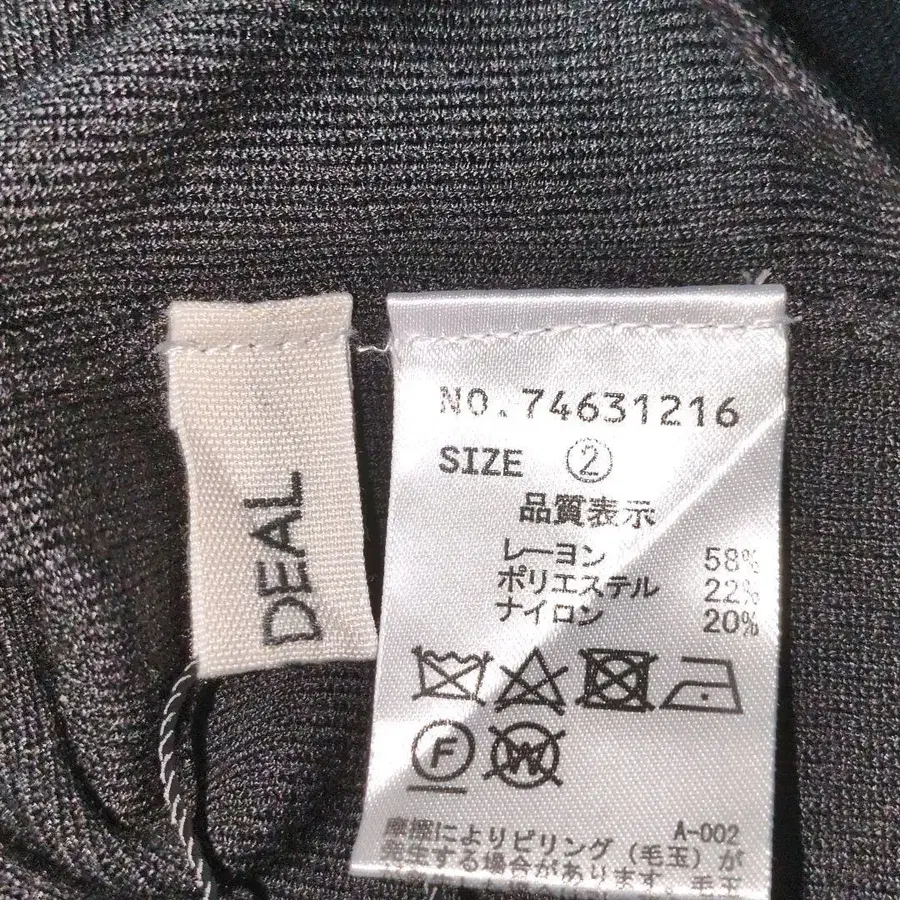 DEAL
NO.74631216
SIZE ②
品質表示
レーヨン 58%
ポリエステル 22%
ナイロン 20%
F W
A-002
摩擦によりピリング（毛玉）が
発生する場合があります。毛玉